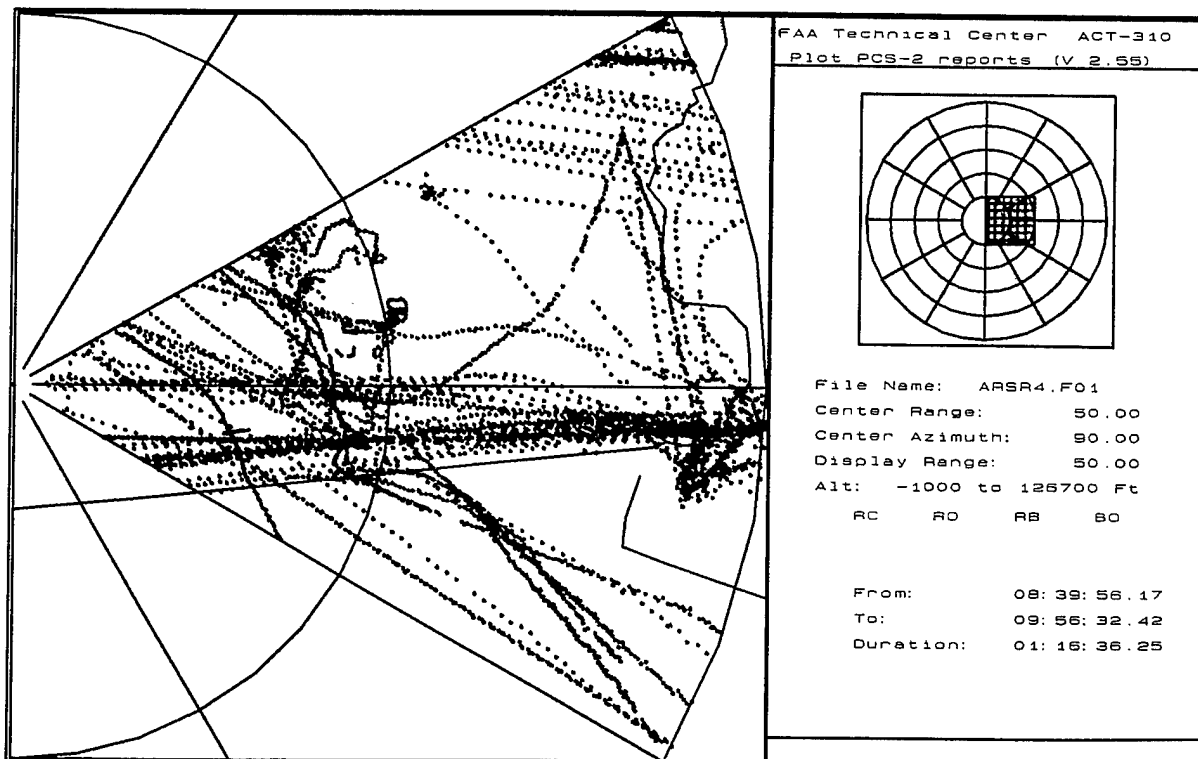 FAA Technical Center ACT-310
Plot PCS-2 reports (V 2.55)
File Name: ARSR4.F01
Center Range: 50.00
Center Azimuth: 90.00
Display Range: 50.00
Alt: -1000 to 126700 Ft
RC RO RB BO
From: 08:39:56.17
To: 09:56:32.42
Duration: 01:16:36.25